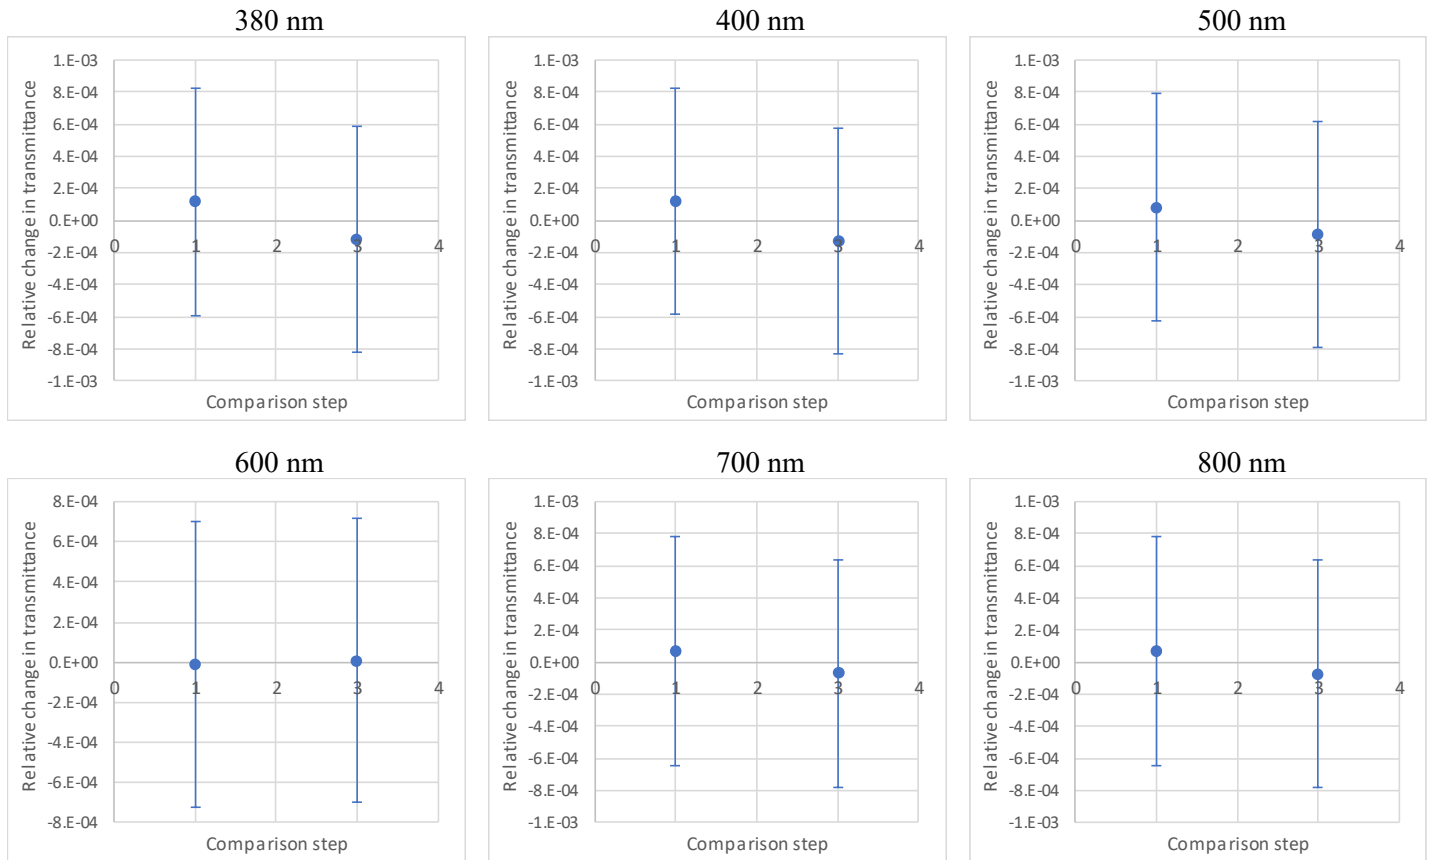 380 nm
1.E-03
8.E-04
6.E-04
4.E-04
2.E-04
0.E+00
-2.E-04
-4.E-04
-6.E-04
-8.E-04
-1.E-03
0 1 2 3 4
Relative change in transmittance
Comparison step
400 nm
1.E-03
8.E-04
6.E-04
4.E-04
2.E-04
0.E+00
-2.E-04
-4.E-04
-6.E-04
-8.E-04
-1.E-03
0 1 2 3 4
Relative change in transmittance
Comparison step
500 nm
1.E-03
8.E-04
6.E-04
4.E-04
2.E-04
0.E+00
-2.E-04
-4.E-04
-6.E-04
-8.E-04
-1.E-03
0 1 2 3 4
Relative change in transmittance
Comparison step
600 nm
8.E-04
6.E-04
4.E-04
2.E-04
0.E+00
-2.E-04
-4.E-04
-6.E-04
-8.E-04
0 1 2 3 4
Relative change in transmittance
Comparison step
700 nm
1.E-03
8.E-04
6.E-04
4.E-04
2.E-04
0.E+00
-2.E-04
-4.E-04
-6.E-04
-8.E-04
-1.E-03
0 1 2 3 4
Relative change in transmittance
Comparison step
800 nm
1.E-03
8.E-04
6.E-04
4.E-04
2.E-04
0.E+00
-2.E-04
-4.E-04
-6.E-04
-8.E-04
-1.E-03
0 1 2 3 4
Relative change in transmittance
Comparison step